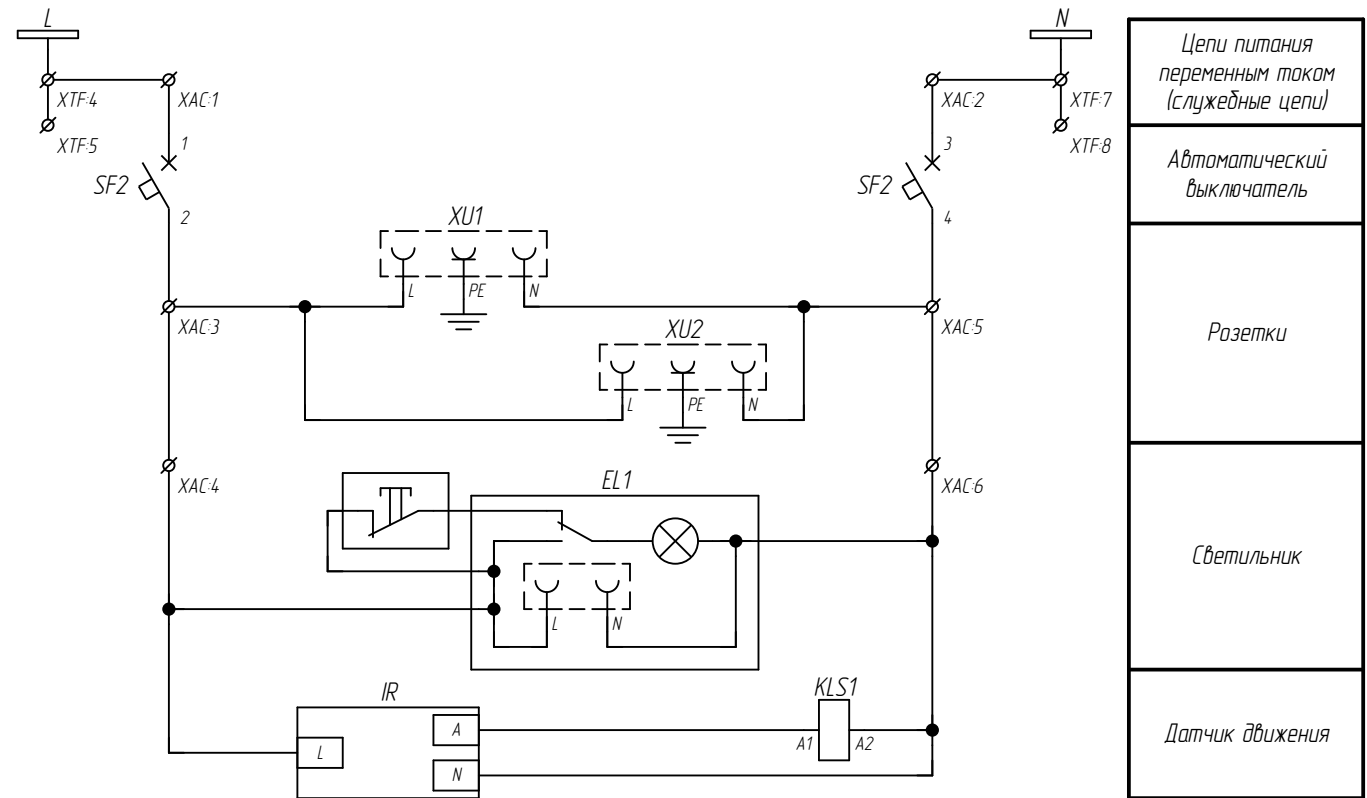 L
N
Цепи питания
переменным током
(служебные цепи)
XTF:4
XAC:1
XAC:2
XTF:7
XTF:5
1
3
XTF:8
SF2
SF2
Автоматический
выключатель
2
4
XU1
L
PE
N
XAC:3
XAC:5
XU2
Розетки
L
PE
N
XAC:4
EL1
XAC:6
Светильник
L
N
IR
KLS1
A
A1
A2
L
N
Датчик движения